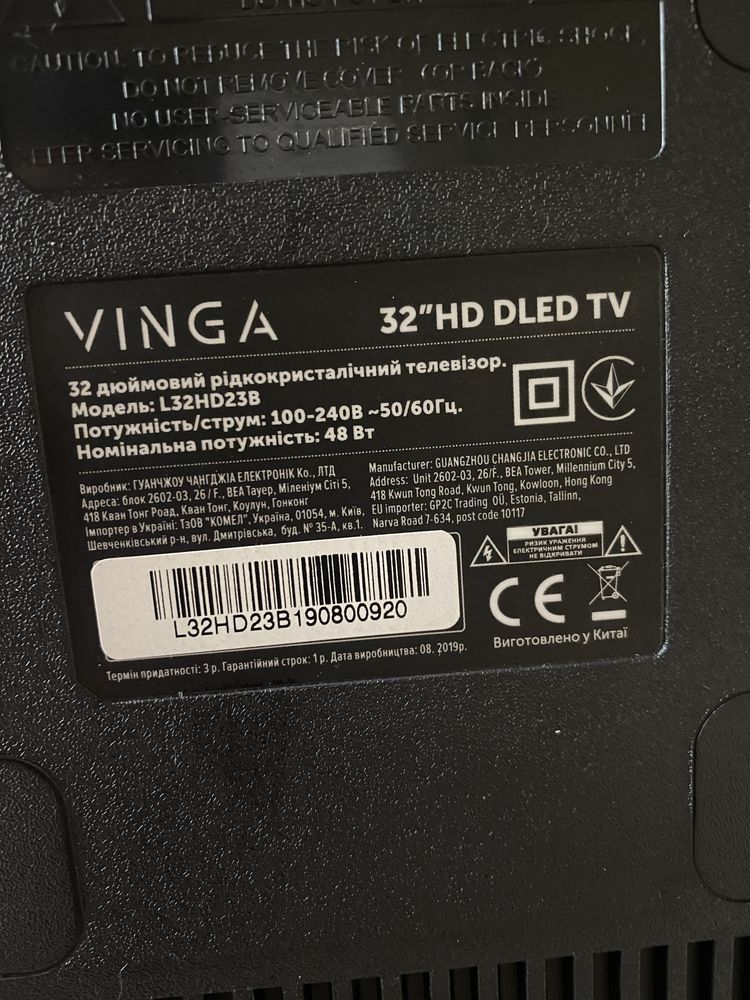 CAUTION: TO REDUCE THE RISK OF ELECTRIC SHOCK,
DO NOT REMOVE COVER (OR BACK)
NO USER-SERVICEABLE PARTS INSIDE
REFER SERVICING TO QUALIFIED SERVICE PERSONNEL
VINGA
32"HD DLED TV
32 дюймовий рідкокристалічний телевізор.
Модель: L32HD23B
Потужність/струм: 100-240В ~50/60Гц.
Номінальна потужність: 48 Вт
Виробник: ГУАНЧЖОУ ЧАНГДЖІА ЕЛЕКТРОНІК Ко., ЛТД
Адреса: блок 2602-03, 26/F., BEA Тауер, Міленіум Сіті 5,
418 Кван Тонг Роад, Кван Тонг, Коулун, Гонконг
Імпортер в Україні: ТзОВ "КОМЕЛ", Україна, 01054, м. Київ,
Шевченківський р-н, вул. Дмитрівська, буд. № 35-А, кв.1.
Manufacturer: GUANGZHOU CHANGJIA ELECTRONIC CO., LTD
Address: Unit 2602-03, 26/F., BEA Tower, Millennium City 5,
418 Kwun Tong Road, Kwun Tong, Kowloon, Hong Kong
EU importer: GP2C Trading OÜ, Estonia, Tallinn,
Narva Road 7-634, post code 10117
УВАГА!
РИЗИК УРАЖЕННЯ
ЕЛЕКТРИЧНИМ СТРУМОМ
НЕ ВІДКРИВАТИ
L32HD23B190800920
CE
Виготовлено у Китаї
Термін придатності: 3 р. Гарантійний строк: 1 р. Дата виробництва: 08. 2019р.